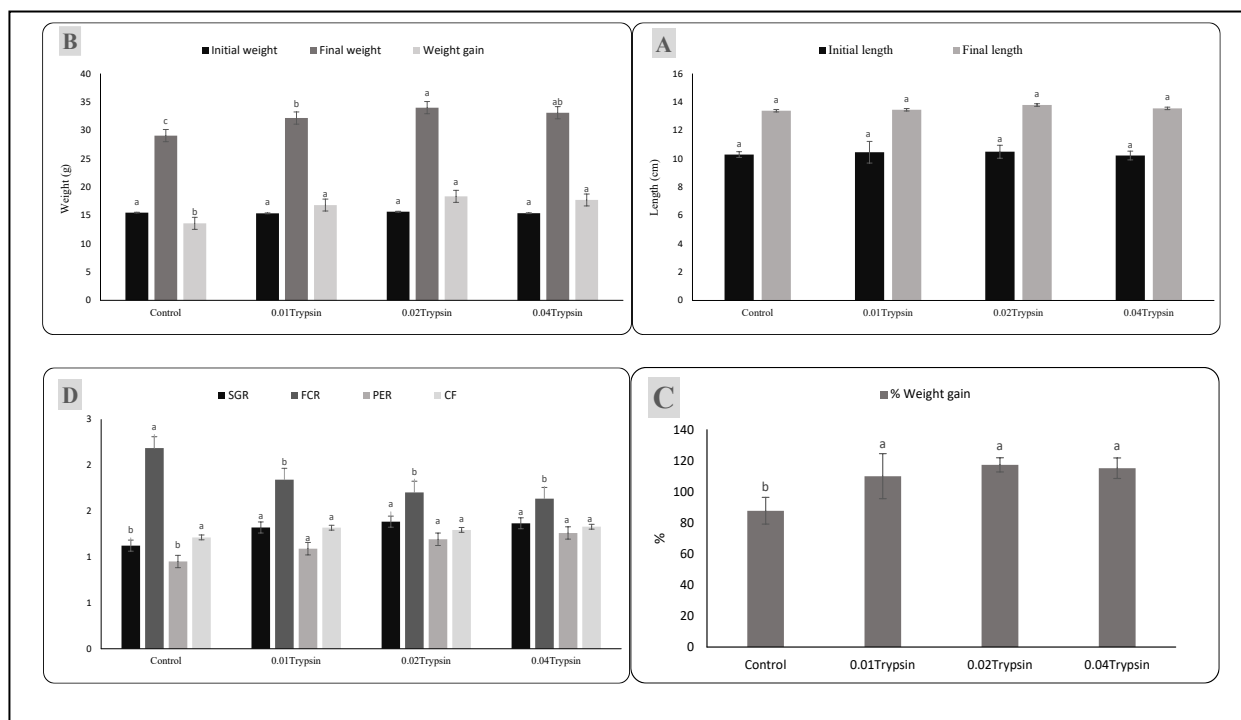 B
Initial weight Final weight Weight gain
40
35
30
25
20
15
10
5
0
Weight (g)
a c b
a b a
a a a
a ab a
Control 0.01Trypsin 0.02Trypsin 0.04Trypsin
A
Initial length Final length
16
14
12
10
8
6
4
2
0
Length (cm)
a a
a a
a a
a a
Control 0.01Trypsin 0.02Trypsin 0.04Trypsin
D
SGR FCR PER CF
3
2
2
1
1
0
b a b a
a b a a
a b a a
a b a a
Control 0.01Trypsin 0.02Trypsin 0.04Trypsin
C
% Weight gain
140
120
100
80
60
40
20
0
%
b a a a
Control 0.01Trypsin 0.02Trypsin 0.04Trypsin